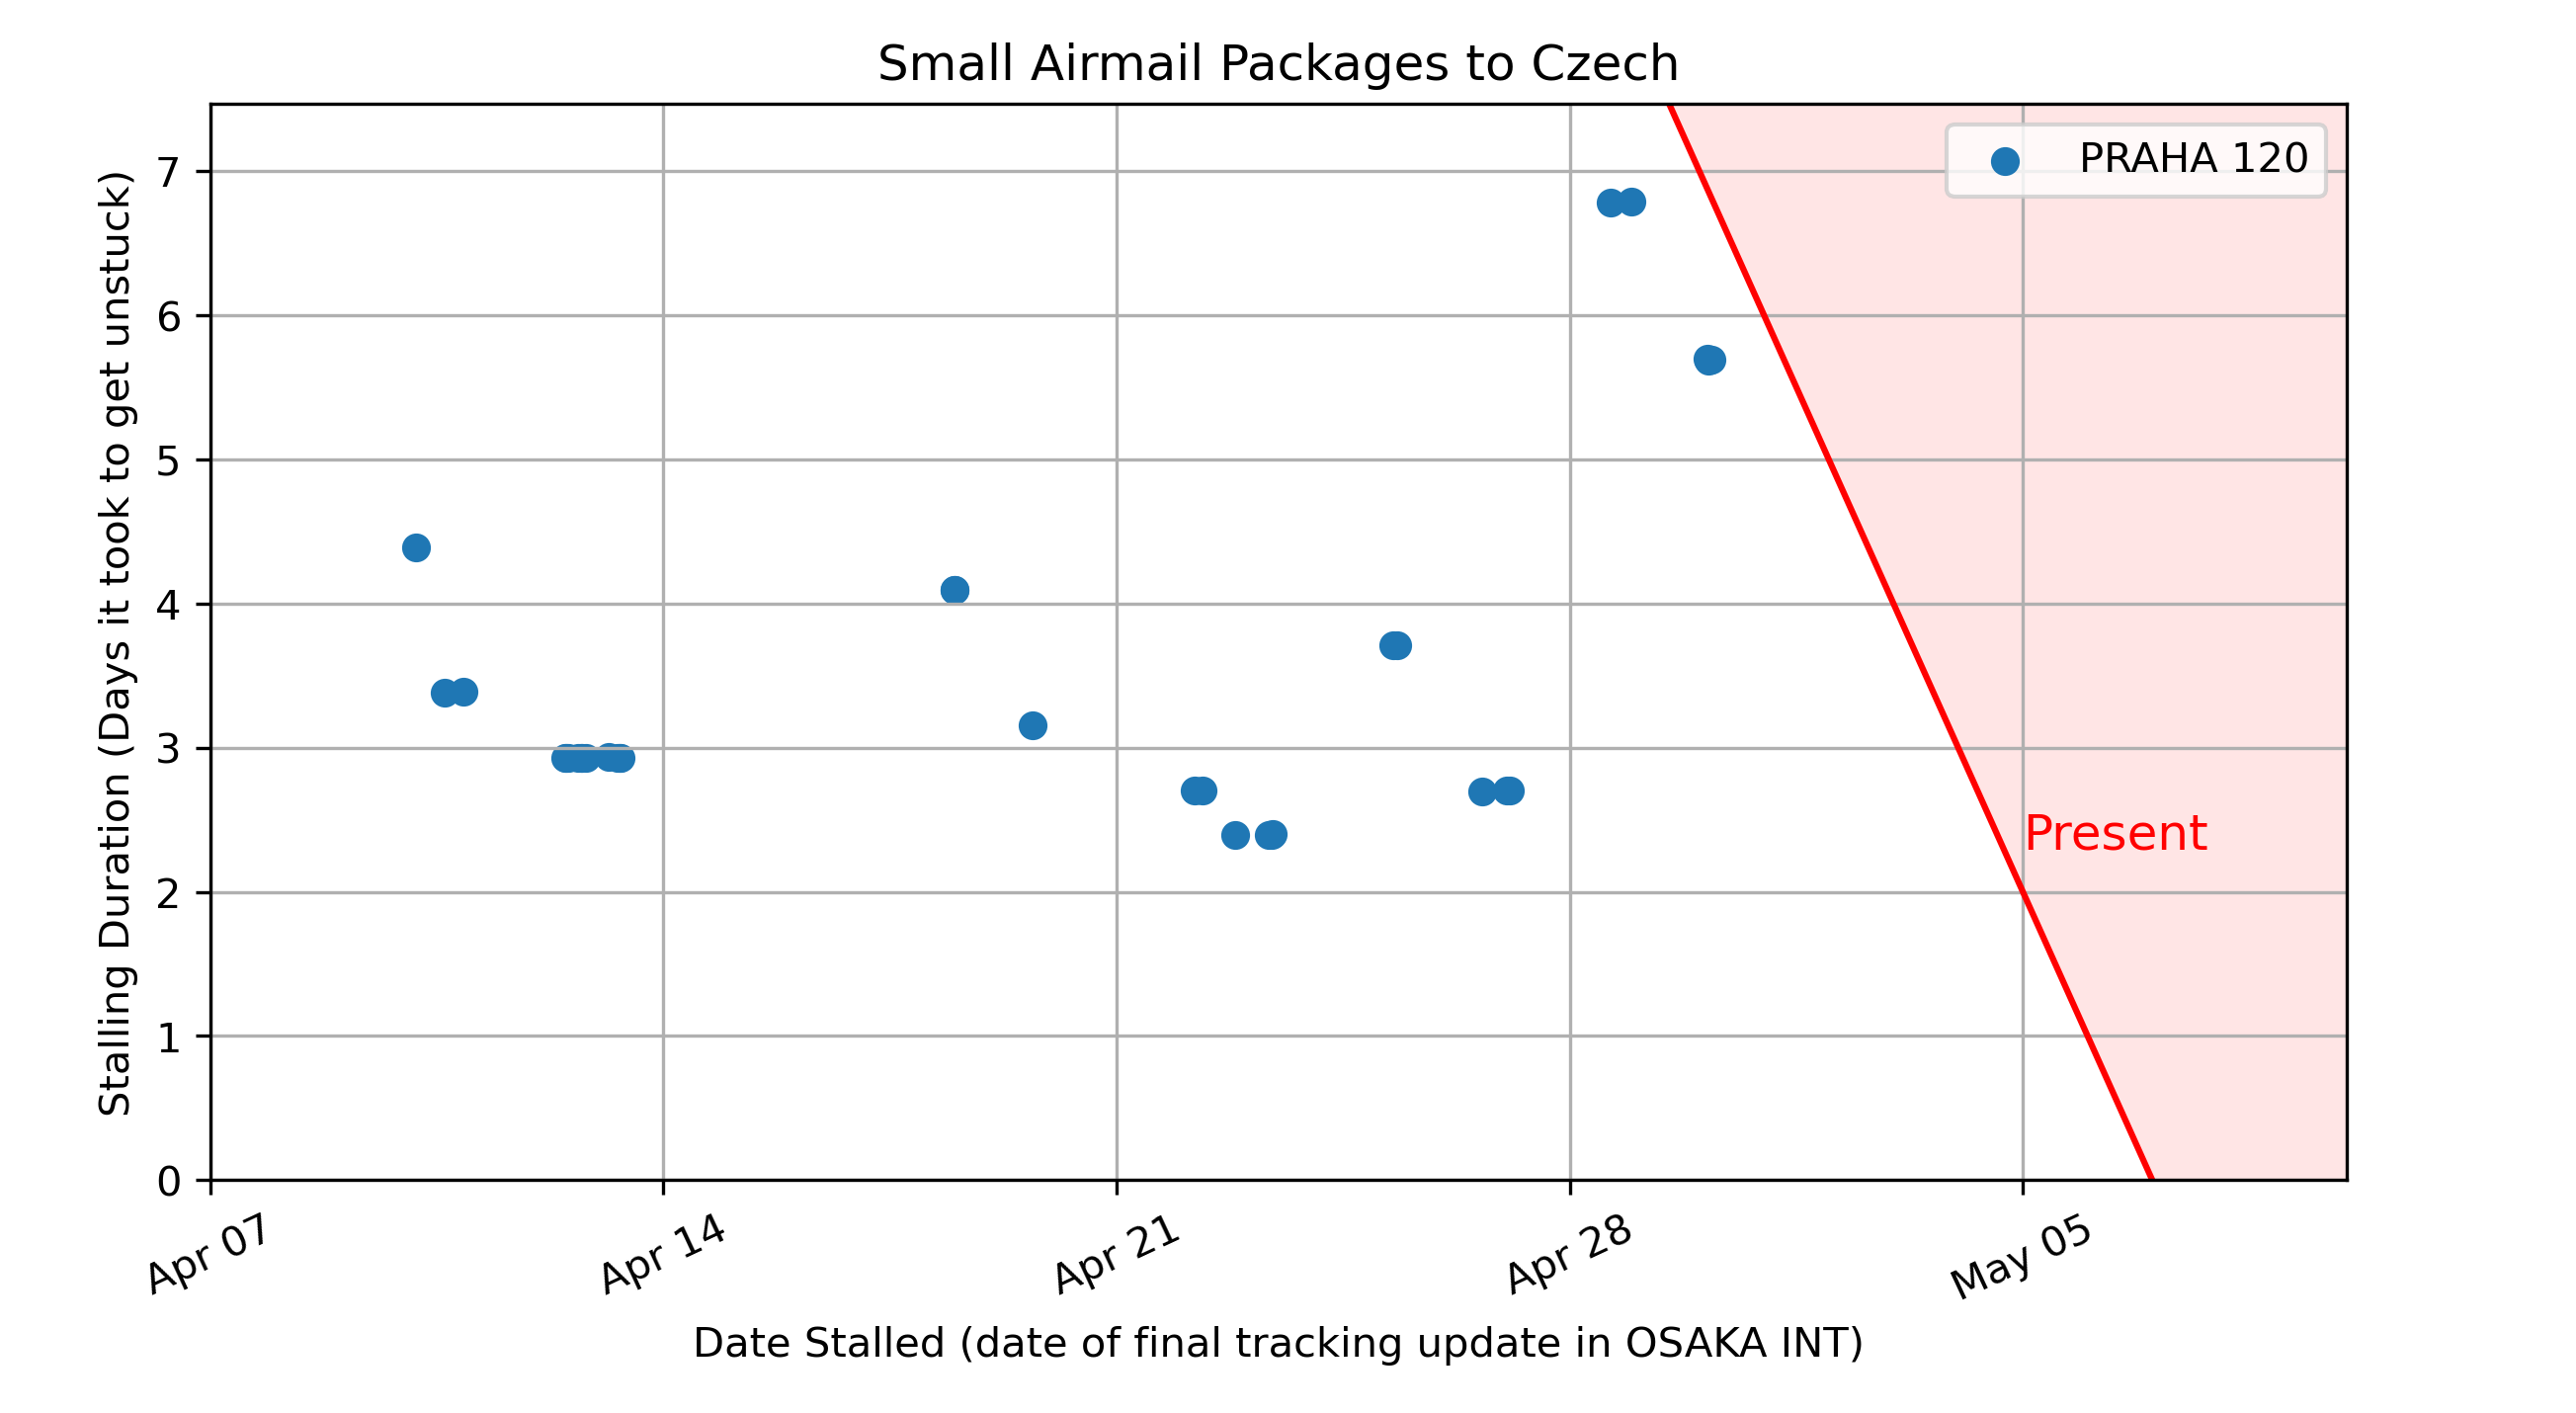 Small Airmail Packages to Czech
PRAHA 120
Stalling Duration (Days it took to get unstuck)
7
6
5
4
3
2
1
0
Present
Apr 07
Apr 14
Apr 21
Apr 28
May 05
Date Stalled (date of final tracking update in OSAKA INT)